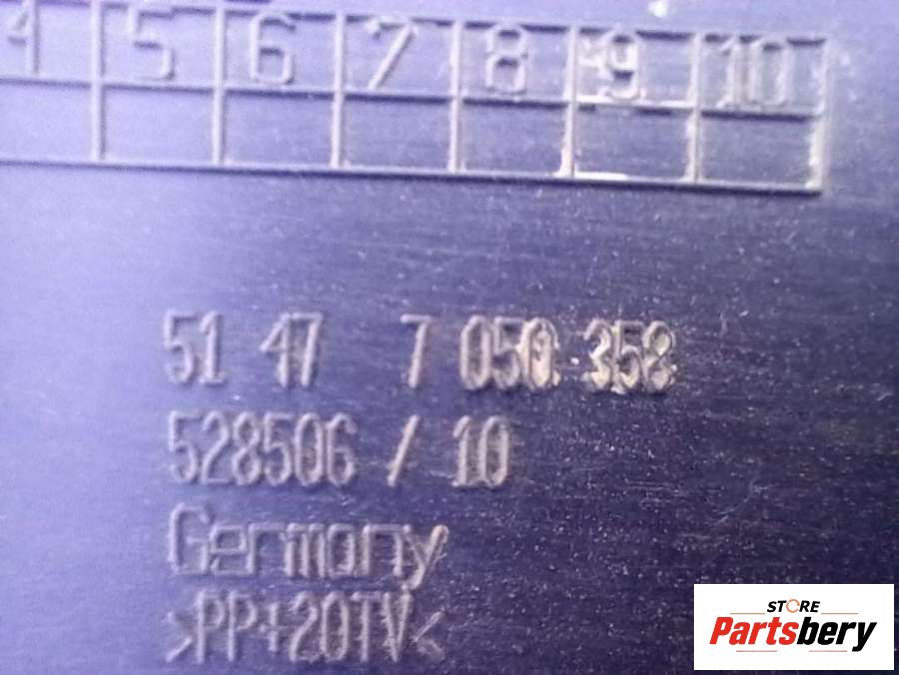 4 5 6 7 8 9 10
51 47 7 050 358
528506 / 10
Germany
>PP+20TV<
STORE
Partsbery